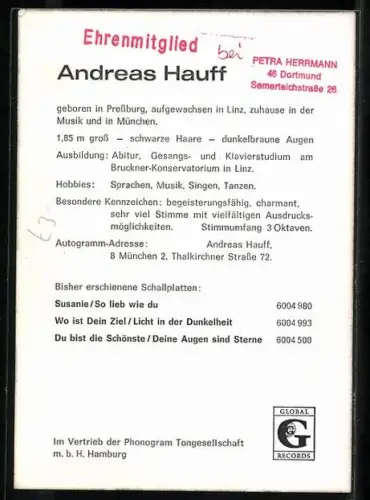 Ehrenmitglied
bei
PETRA HERRMANN
46 Dortmund
Semerteichstraße 26
Andreas Hauff
geboren in Preßburg, aufgewachsen in Linz, zuhause in der
Musik und in München.
1,85 m groß – schwarze Haare – dunkelbraune Augen
Ausbildung: Abitur, Gesangs- und Klavierstudium am
Bruckner-Konservatorium in Linz.
Hobbies: Sprachen, Musik, Singen, Tanzen.
Besondere Kennzeichen: begeisterungsfähig, charmant,
sehr viel Stimme mit vielfältigen Ausdrucks-
möglichkeiten. Stimmumfang 3 Oktaven.
Autogramm-Adresse: Andreas Hauff,
8 München 2, Thalkirchner Straße 72.
Bisher erschienene Schallplatten:
Susanie/So lieb wie du 6004 980
Wo ist Dein Ziel/Licht in der Dunkelheit 6004 993
Du bist die Schönste/Deine Augen sind Sterne 6004 500
Im Vertrieb der Phonogram Tongesellschaft
m. b. H. Hamburg
GLOBAL
G
RECORDS